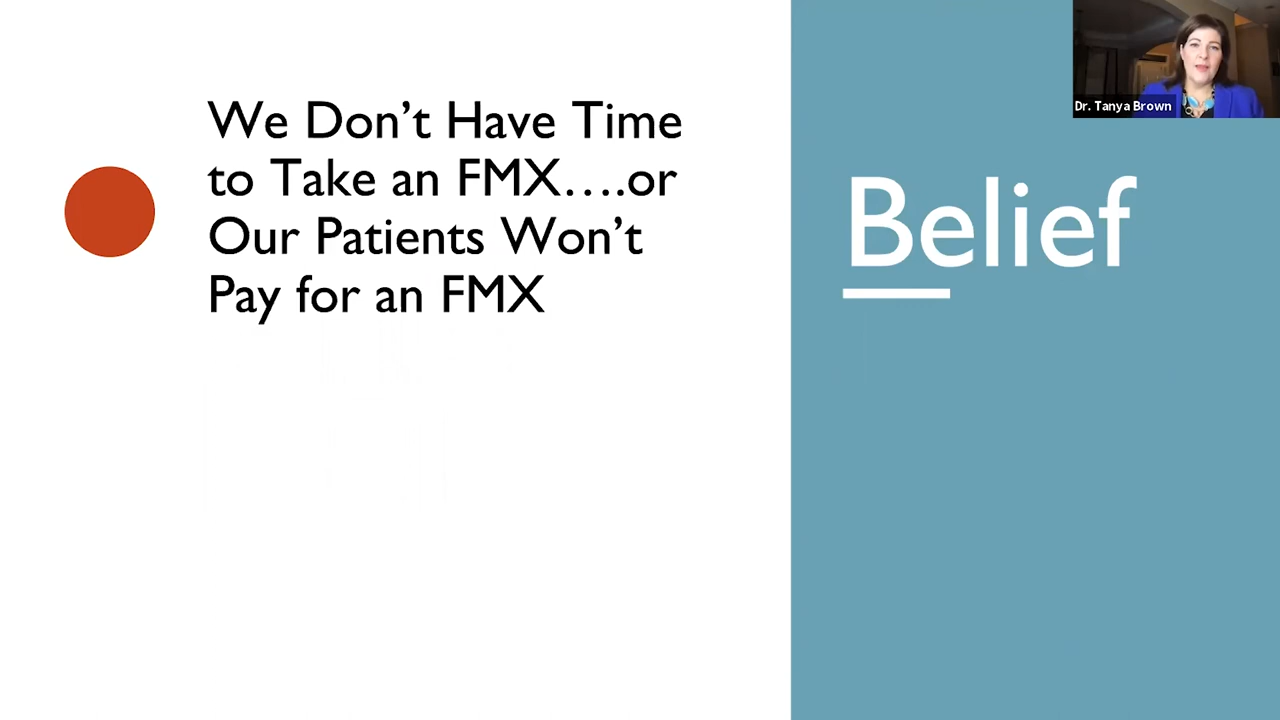 We Don’t Have Time
to Take an FMX….or
Our Patients Won’t
Pay for an FMX
Belief
Dr. Tanya Brown